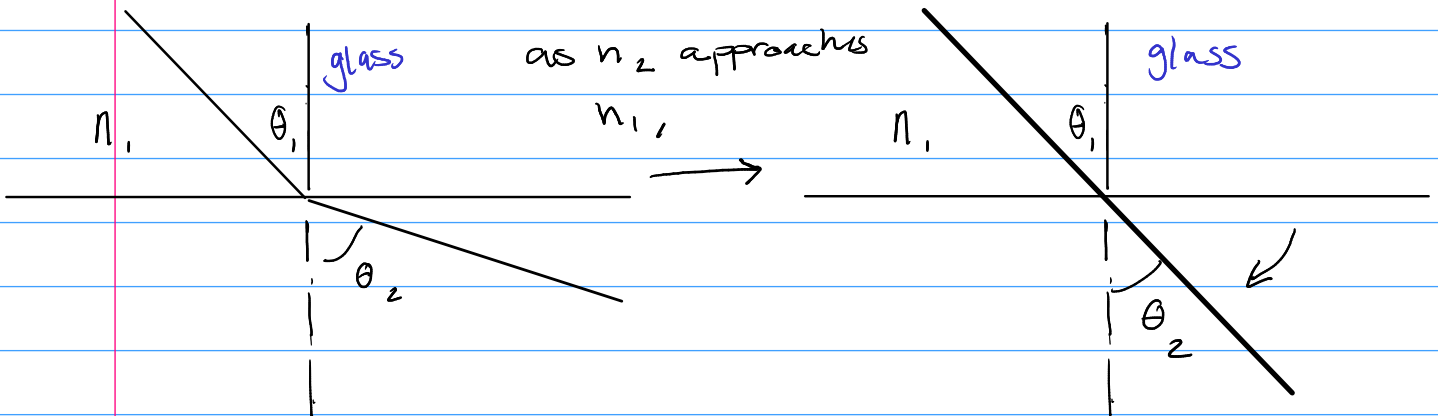 glass
as n₂ approaches
n₁,
n₁
θ₁
θ₂
glass
n₁
θ₁
θ₂